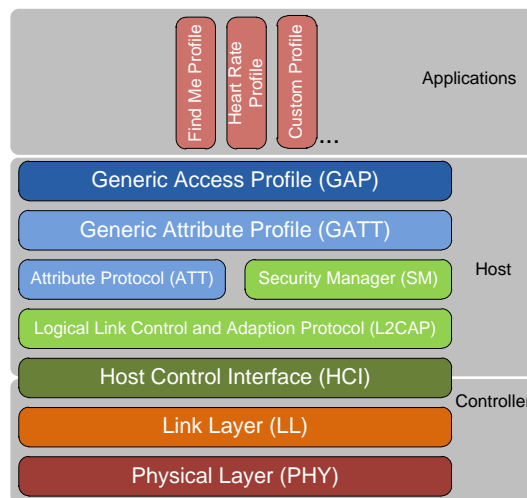 Find Me Profile
Heart Rate
Profile
Custom Profile
...
Applications
Generic Access Profile (GAP)
Generic Attribute Profile (GATT)
Attribute Protocol (ATT)
Security Manager (SM)
Host
Logical Link Control and Adaption Protocol (L2CAP)
Host Control Interface (HCI)
Controller
Link Layer (LL)
Physical Layer (PHY)